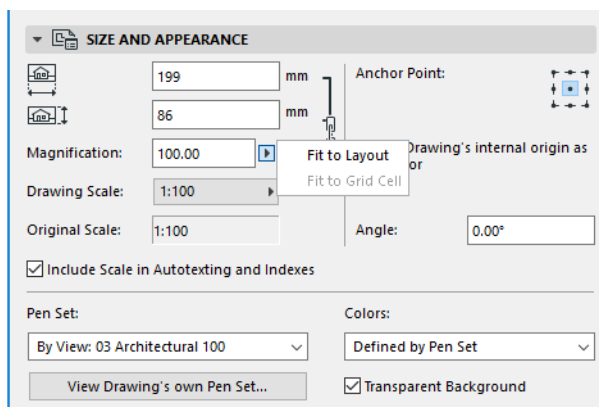 SIZE AND APPEARANCE
199 mm
Anchor Point:
86 mm
Magnification: 100.00
Fit to Layout
Fit to Grid Cell
Drawing's internal origin as
or
Drawing Scale: 1:100
Original Scale: 1:100
Angle: 0.00°
Include Scale in Autotexting and Indexes
Pen Set:
Colors:
By View: 03 Architectural 100
Defined by Pen Set
View Drawing's own Pen Set...
Transparent Background